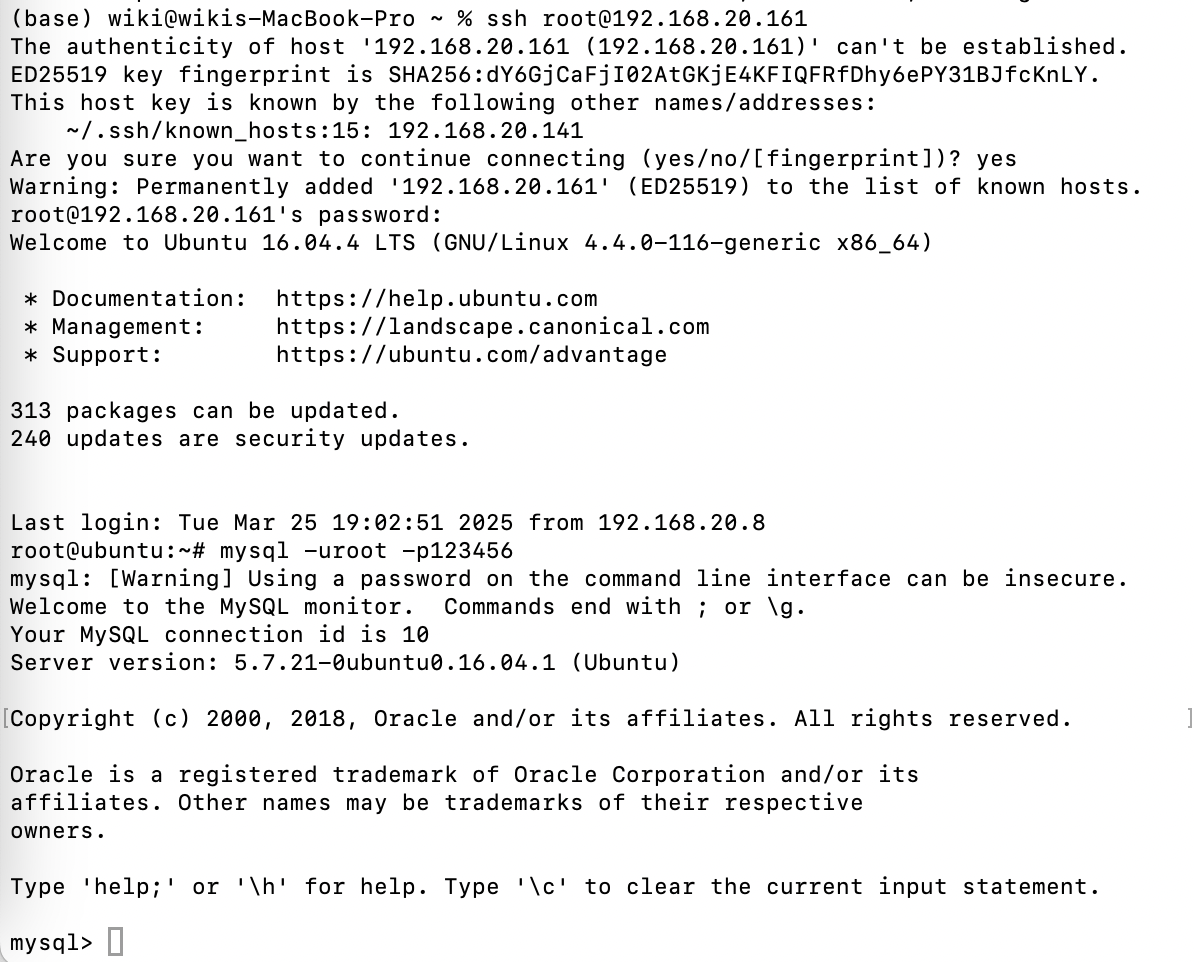 (base) wiki@wikis-MacBook-Pro ~ % ssh root@192.168.20.161
The authenticity of host '192.168.20.161 (192.168.20.161)' can't be established.
ED25519 key fingerprint is SHA256:dY6GjCaFjI02AtGKjE4KFIQFRfDhy6ePY31BJfcKnLY.
This host key is known by the following other names/addresses:
    ~/.ssh/known_hosts:15: 192.168.20.141
Are you sure you want to continue connecting (yes/no/[fingerprint])? yes
Warning: Permanently added '192.168.20.161' (ED25519) to the list of known hosts.
root@192.168.20.161's password:
Welcome to Ubuntu 16.04.4 LTS (GNU/Linux 4.4.0-116-generic x86_64)

 * Documentation:  https://help.ubuntu.com
 * Management:     https://landscape.canonical.com
 * Support:        https://ubuntu.com/advantage

313 packages can be updated.
240 updates are security updates.


Last login: Tue Mar 25 19:02:51 2025 from 192.168.20.8
root@ubuntu:~# mysql -uroot -p123456
mysql: [Warning] Using a password on the command line interface can be insecure.
Welcome to the MySQL monitor.  Commands end with ; or \g.
Your MySQL connection id is 10
Server version: 5.7.21-0ubuntu0.16.04.1 (Ubuntu)

[Copyright (c) 2000, 2018, Oracle and/or its affiliates. All rights reserved. ]

Oracle is a registered trademark of Oracle Corporation and/or its
affiliates. Other names may be trademarks of their respective
owners.

Type 'help;' or '\h' for help. Type '\c' to clear the current input statement.

mysql>